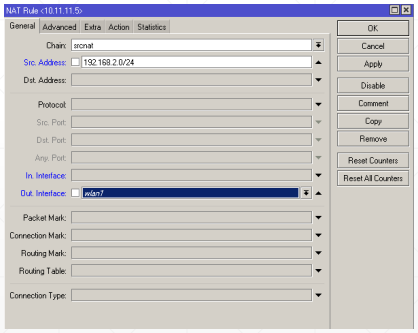 NAT Rule <10.11.11.5>
General Advanced Extra Action Statistics
Chain: srcnat
Src. Address: 192.168.2.0/24
Dst. Address:
Protocol:
Src. Port:
Dst. Port:
Any. Port:
In. Interface:
Out. Interface: wlan1
Packet Mark:
Connection Mark:
Routing Mark:
Routing Table:
Connection Type:
OK
Cancel
Apply
Disable
Comment
Copy
Remove
Reset Counters
Reset All Counters